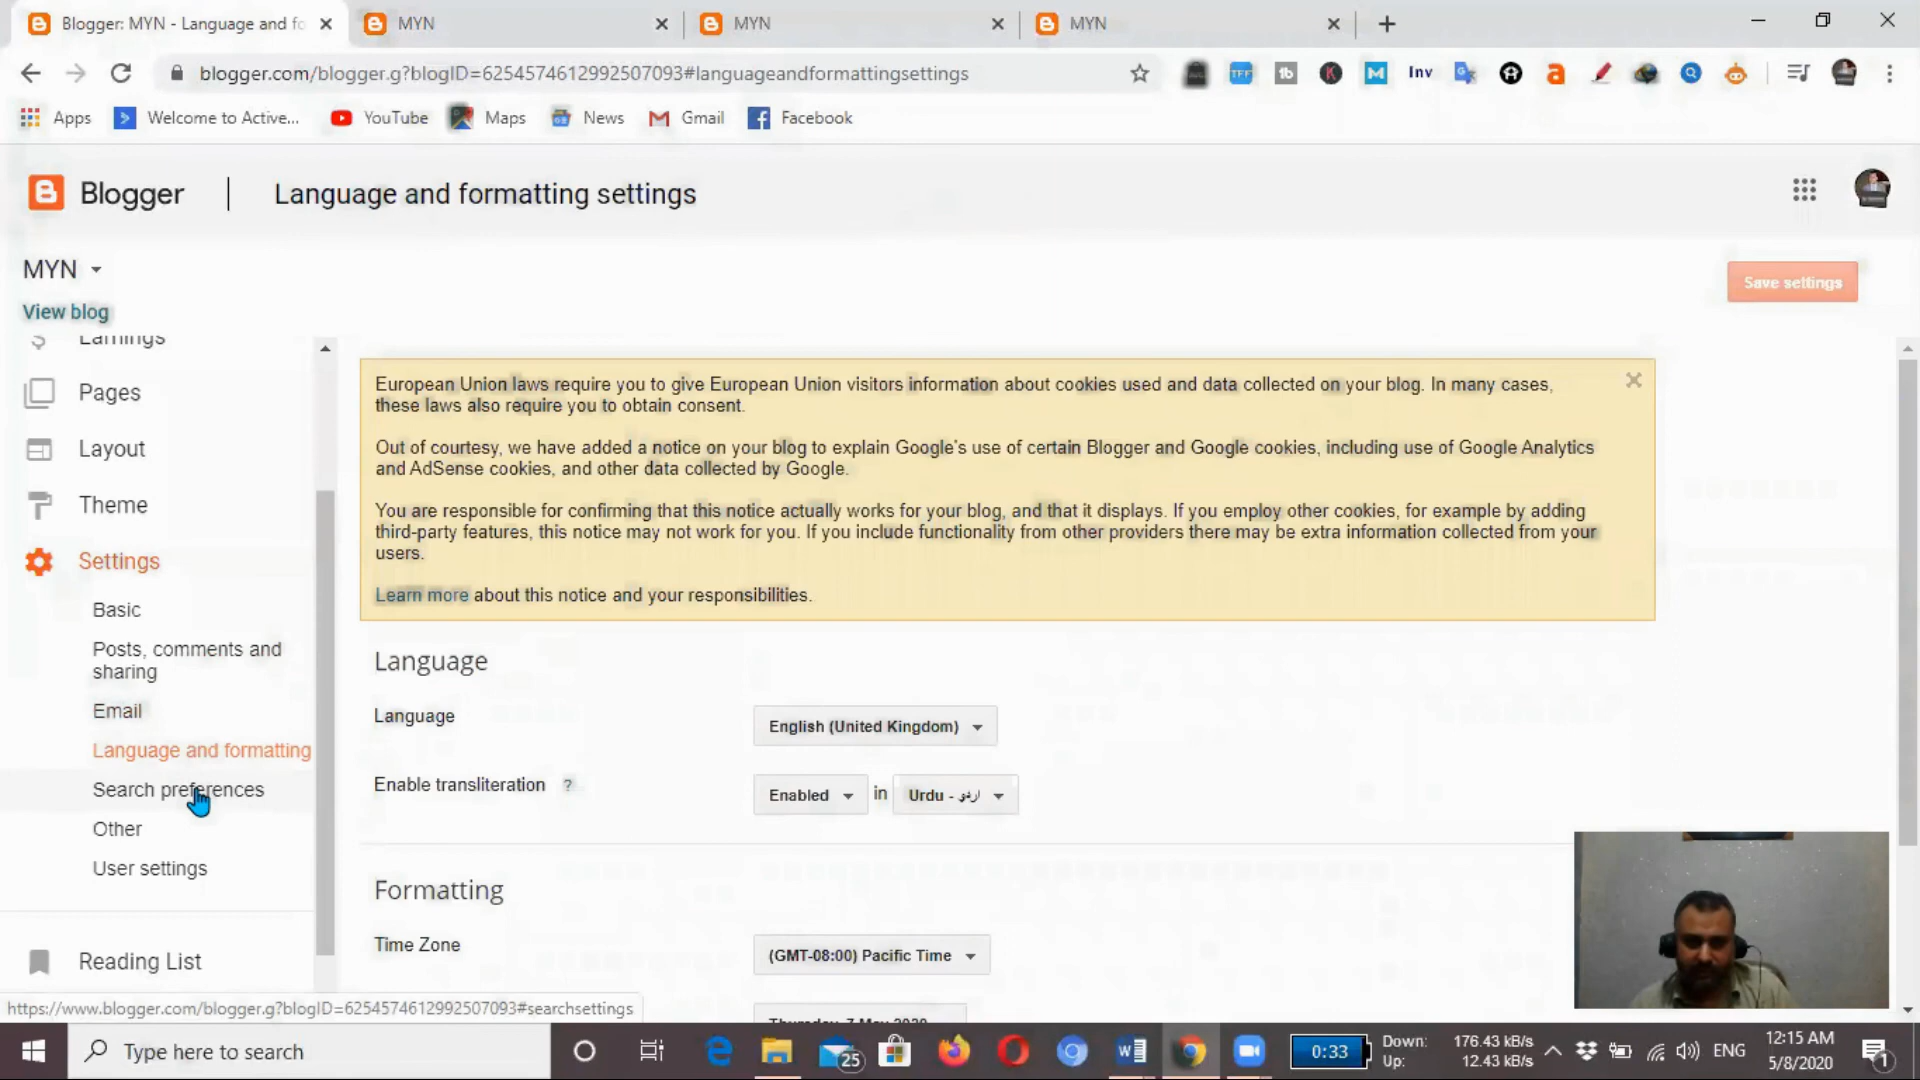 Blogger: MYN - Language and fo
MYN
MYN
MYN
blogger.com/blogger.g?blogID=6254574612992507093#languageandformattingsettings
Inv
Apps
Welcome to Active...
YouTube
Maps
News
Gmail
Facebook
Blogger
Language and formatting settings
MYN
Save settings
View blog
Earnings
Pages
Layout
Theme
Settings
Basic
Posts, comments and
sharing
Email
Language and formatting
Search preferences
Other
User settings
Reading List
European Union laws require you to give European Union visitors information about cookies used and data collected on your blog. In many cases,
these laws also require you to obtain consent.
Out of courtesy, we have added a notice on your blog to explain Google's use of certain Blogger and Google cookies, including use of Google Analytics
and AdSense cookies, and other data collected by Google.
You are responsible for confirming that this notice actually works for your blog, and that it displays. If you employ other cookies, for example by adding
third-party features, this notice may not work for you. If you include functionality from other providers there may be extra information collected from your
users.
Learn more about this notice and your responsibilities.
Language
Language
English (United Kingdom)
Enable transliteration ?
Enabled in Urdu - اردو
Formatting
Time Zone
(GMT-08:00) Pacific Time
Thursday, 7 May 2020
https://www.blogger.com/blogger.g?blogID=6254574612992507093#searchsettings
Type here to search
25
0:33
Down: 176.43 kB/s
Up: 12.43 kB/s
ENG
12:15 AM
5/8/2020
1